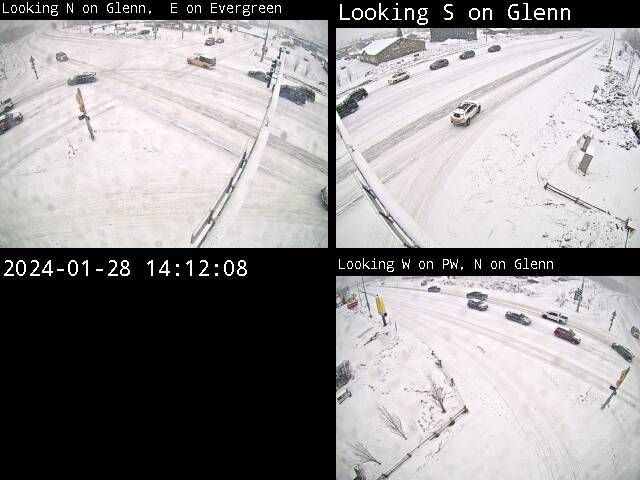 Looking N on Glenn, E on Evergreen
Looking S on Glenn
2024-01-28 14:12:08
Looking W on PW, N on Glenn